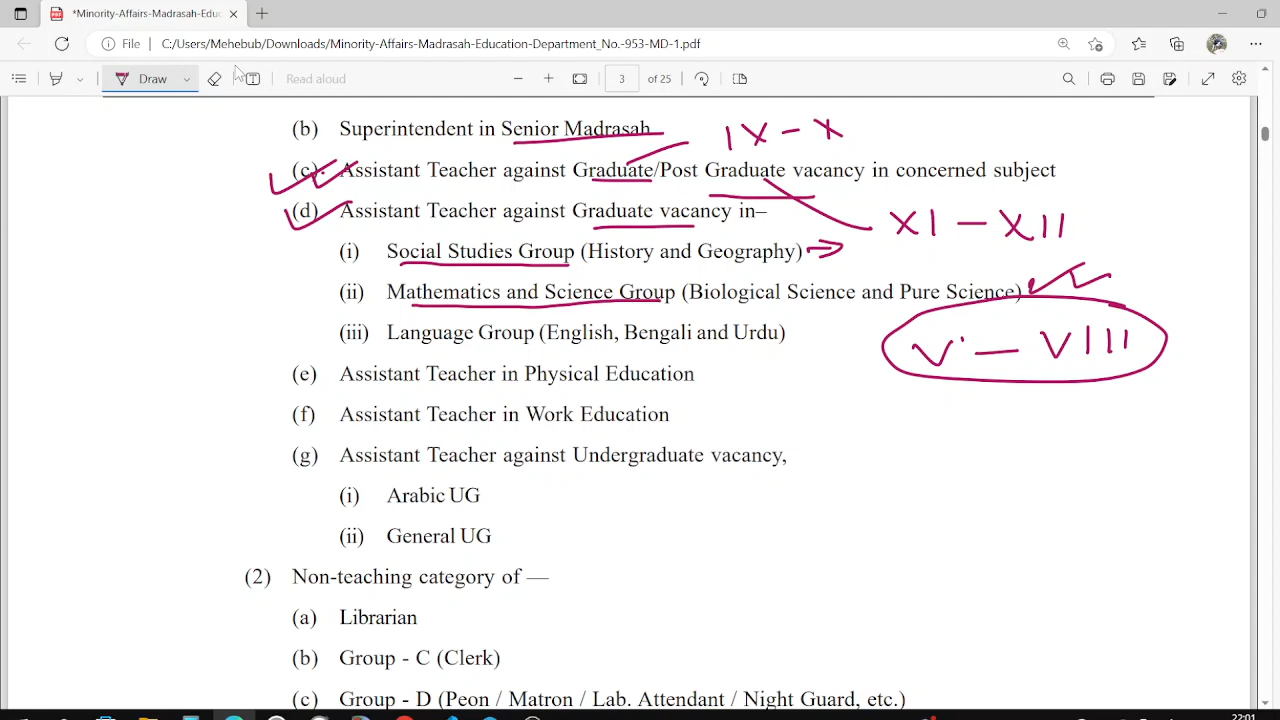 *Minority-Affairs-Madrasah-Educ
File C:/Users/Mehebub/Downloads/Minority-Affairs-Madrasah-Education-Department_No.-953-MD-1.pdf
Draw Read aloud 3 of 25
(b) Superintendent in Senior Madrasah
IX - X
(c) Assistant Teacher against Graduate/Post Graduate vacancy in concerned subject
(d) Assistant Teacher against Graduate vacancy in–
XI - XII
(i) Social Studies Group (History and Geography)
(ii) Mathematics and Science Group (Biological Science and Pure Science)
(iii) Language Group (English, Bengali and Urdu)
V - VIII
(e) Assistant Teacher in Physical Education
(f) Assistant Teacher in Work Education
(g) Assistant Teacher against Undergraduate vacancy,
(i) Arabic UG
(ii) General UG
(2) Non-teaching category of —
(a) Librarian
(b) Group - C (Clerk)
(c) Group - D (Peon / Matron / Lab. Attendant / Night Guard, etc.)
22:01